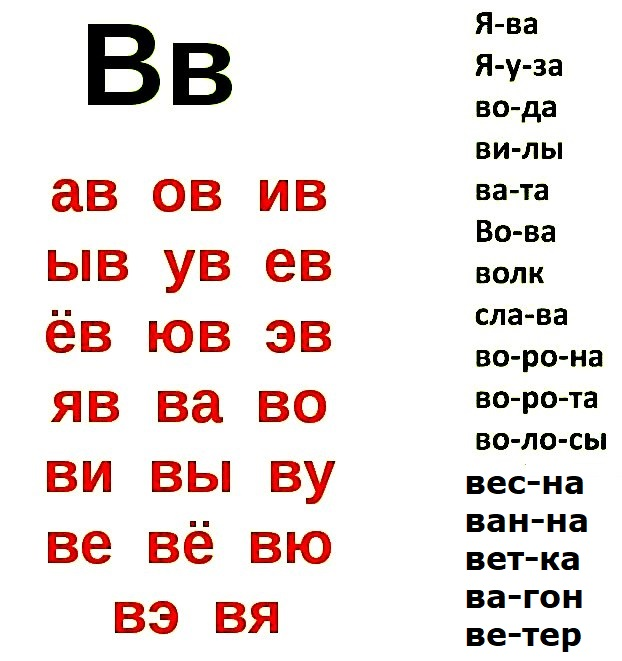 Вв
ав ов ив
ыв ув ев
ёв юв эв
яв ва во
ви вы ву
ве вё вю
вэ вя
Я-ва
Я-у-за
во-да
ви-лы
ва-та
Во-ва
волк
сла-ва
во-ро-на
во-ро-та
во-ло-сы
вес-на
ван-на
вет-ка
ва-гон
ве-тер